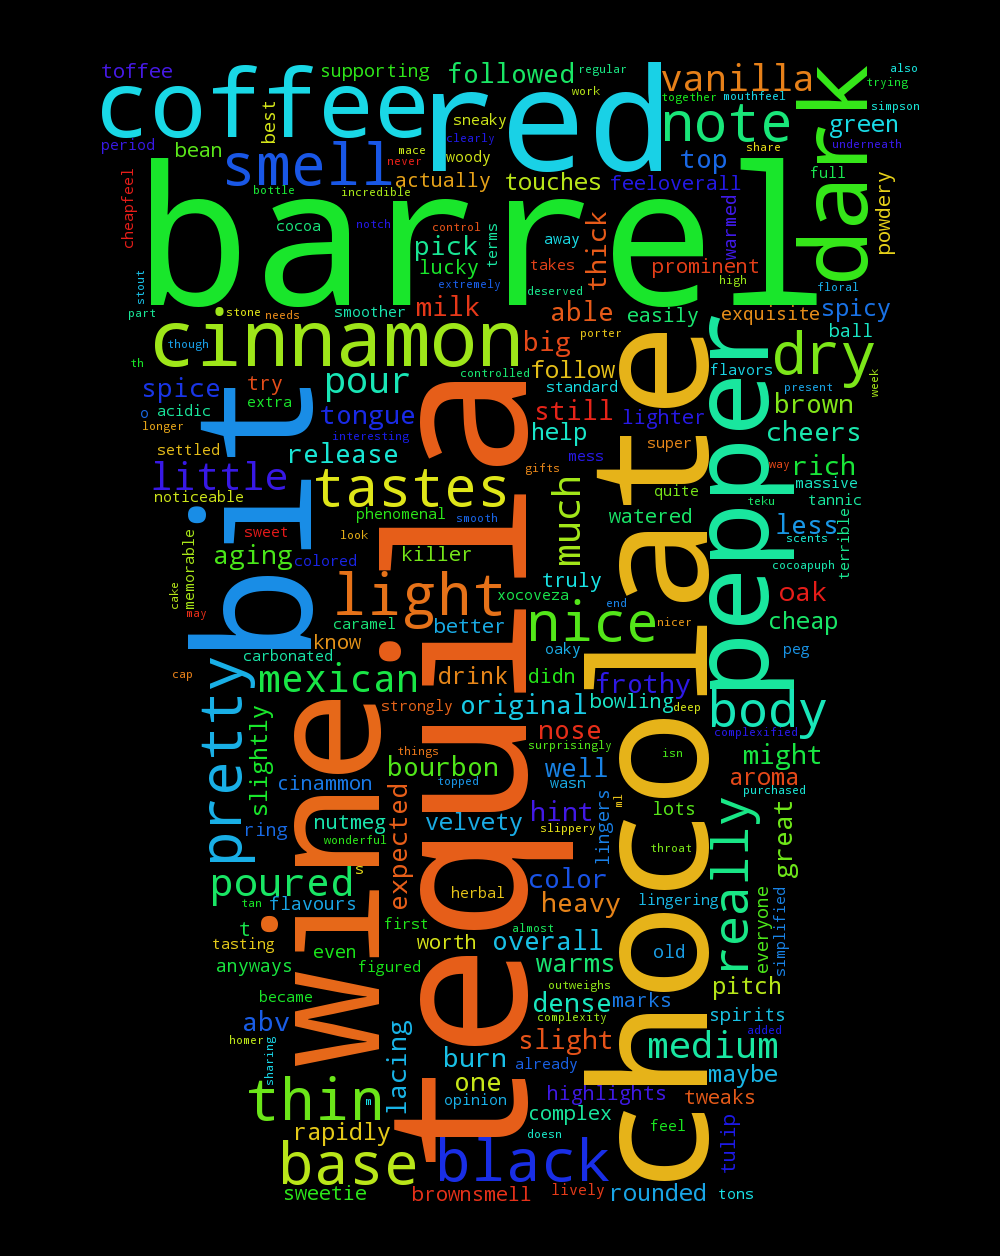 toffee
coffee
supporting
followed
regular
work
red
vanilla
together
mouthfeel
dark
also
trying
simpson
green
underneath
period
bean
best
smell
sneaky
clearly
mace
never
woody
actually
bottle
incredible
touches
note
top
share
feeloverall
full
powdery
cheapfeel
barrel
cocoa
notch
control
pick
lucky
terms
extremely
away
takes
deserved
thick
prominent
warmed
high
floral
stout
part
stone
needs
smoother
milk
able
easily
exquisite
spicy
ball
cinnamon
though
th
big
porter
controlled
follow
flavors
dry
week
spice
try
pour
standard
present
brown
o
acidic
extra
tongue
still
lighter
cheers
longer
interesting
help
super
settled
release
mess
way
rich
little
gifts
quite
massive
noticeable
tastes
teku
tannic
bit
phenomenal
smooth
much
watered
less
terrible
sweet
look
scents
memorable
aging
colored
killer
truly
cocoapuph
cake
light
xocoveza
end
oak
may
caramel
better
nice
nicer
cheap
know
oaky
peg
carbonated
cap
mexican
drink
didn
frothy
pepper
pretty
strongly
original
bowling
deep
body
slightly
nose
complexified
things
surprisingly
isn
might
cinammon
bourbon
topped
well
wasn
aroma
purchased
ring
nutmeg
expected
velvety
hint
slippery
lingers
ml
lots
really
great
wonderful
throat
s
poured
herbal
color
lingering
tan
flavours
heavy
everyone
simplified
t
first
almost
tasting
even
worth
overall
old
anyways
figured
warms
pitch
wine
tequila
chocolate
became
outweighs
dense
marks
spirits
abv
complexity
added
homer
slight
medium
sharing
lacing
burn
already
maybe
thin
m
one
opinion
highlights
tweaks
complex
rapidly
doesn
feel
tulip
base
black
sweetie
brownsmell
lively
rounded
tons